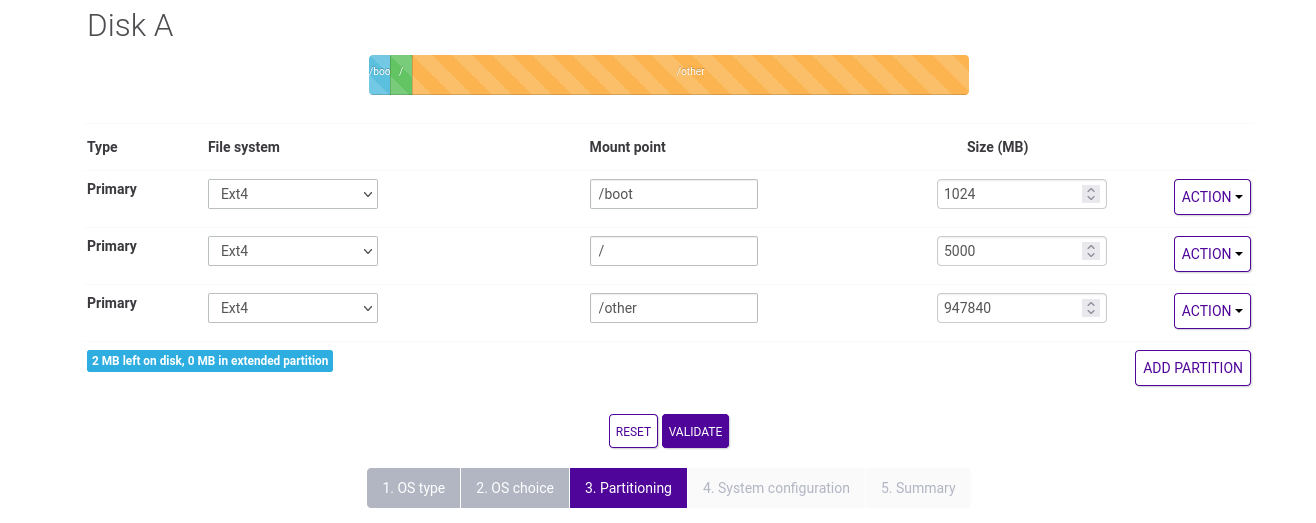 Disk A
/boo / /other
Type File system Mount point Size (MB)
Primary Ext4 /boot 1024 ACTION
Primary Ext4 / 5000 ACTION
Primary Ext4 /other 947840 ACTION
2 MB left on disk, 0 MB in extended partition ADD PARTITION
RESET VALIDATE
1. OS type 2. OS choice 3. Partitioning 4. System configuration 5. Summary